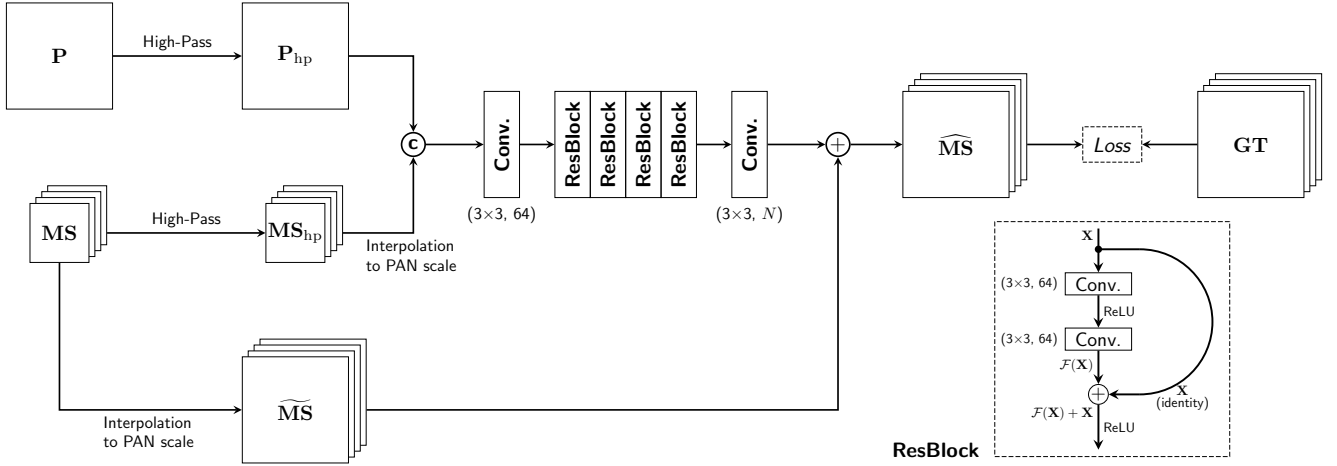 P
High-Pass
P_hp
MS
High-Pass
MS_hp
Interpolation
to PAN scale
c
Conv.
(3×3, 64)
ResBlock
ResBlock
ResBlock
ResBlock
Conv.
(3×3, N)
+
M͡S
Loss
GT
Interpolation
to PAN scale
M͠S
X
(3×3, 64)
Conv.
ReLU
(3×3, 64)
Conv.
F(X)
+
X
(identity)
F(X) + X
ReLU
ResBlock